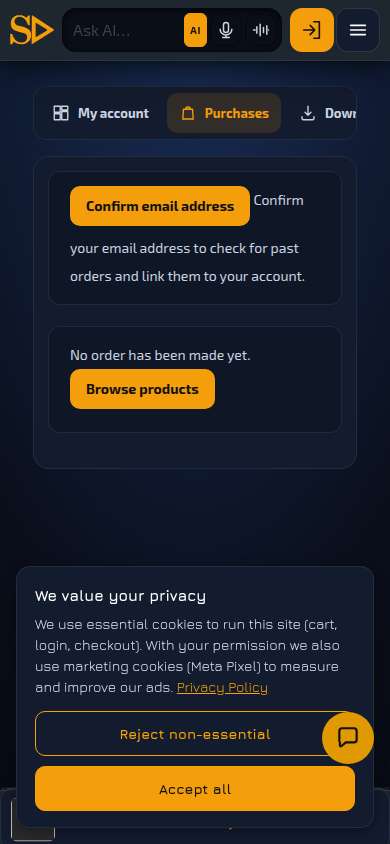 SD
Ask AI...
AI
My account
Purchases
Down
Confirm email address Confirm
your email address to check for past
orders and link them to your account.
No order has been made yet.
Browse products
We value your privacy
We use essential cookies to run this site (cart,
login, checkout). With your permission we also
use marketing cookies (Meta Pixel) to measure
and improve our ads. Privacy Policy
Reject non-essential
Accept all